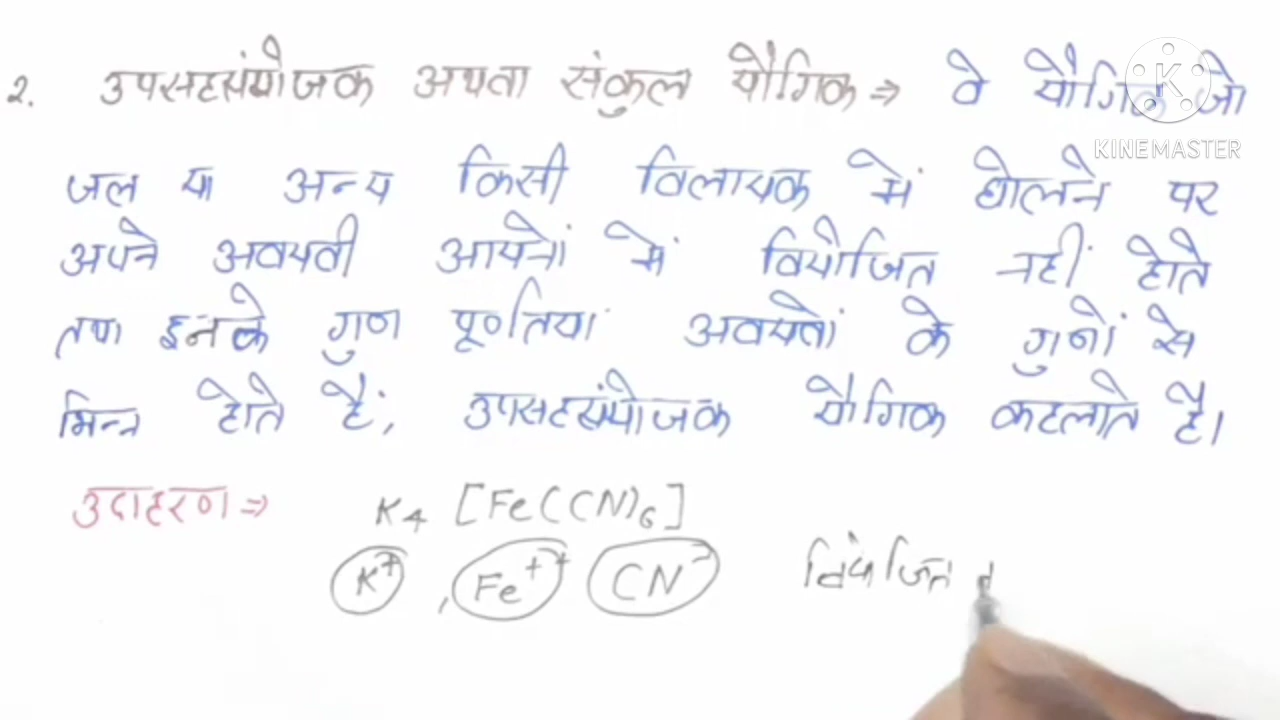 2. उपसहसंयोजक अथवा संकुल यौगिक ⇒ वे यौगिक जो
KINEMASTER
जल या अन्य किसी विलायक में घोलने पर
अपने अवयवी आयनों में वियोजित नहीं होते
तथा इनके गुण पूर्णतया अवयवों के गुणों से
भिन्न होते हैं, उपसहसंयोजक यौगिक कहलाते है।
उदाहरण ⇒ K4 [Fe(CN)6]
K+ , Fe++ CN- वियोजित न